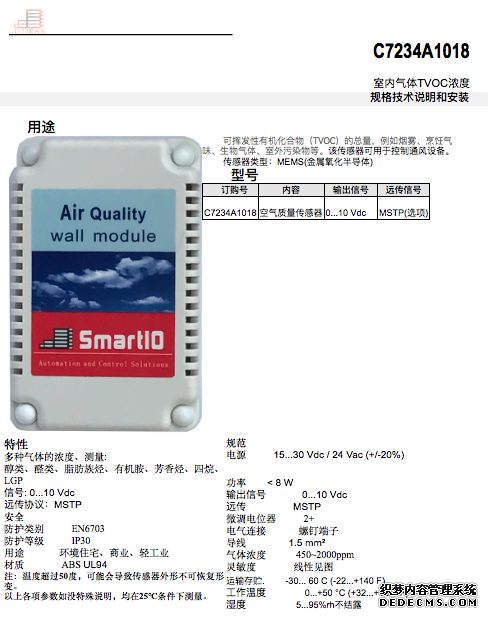 C7234A1018
室内气体TVOC浓度
规格技术说明和安装
用途
可挥发性有机化合物（TVOC）的总量，例如烟雾、烹饪气
味、生物气体、室外污染物等。该传感器可用于控制通风设备。
传感器类型：MEMS(金属氧化半导体)
型号
订购号 内容 输出信号 远传信号
C7234A1018 空气质量传感器 0...10 Vdc MSTP(选项)
Air Quality
wall module
SmartIO
Automation and Control Solutions
特性
多种气体的浓度、测量:
醇类、醛类、脂肪族烃、有机胺、芳香烃、四烷、
LGP
信号: 0...10 Vdc
远传协议：MSTP
安全
防护类别 EN6703
防护等级 IP30
用途 环境住宅、商业、轻工业
材质 ABS UL94
注：温度超过50度，可能会导致传感器外形不可恢复形
变。
以上各项参数如没特殊说明，均在25℃条件下测量。
规范
电源 15...30 Vdc / 24 Vac (+/-20%)
功率 < 8 W
输出信号 0...10 Vdc
远传 MSTP
微调电位器 2+
电气连接 螺钉端子
导线 1.5 mm²
气体浓度 450~2000ppm
灵敏度 线性见图
运输存贮. -30... 60 C (-22...+140 F)
工作温度 0...+50 °C (+32...+
湿度 5...95%rh不结露
织梦内容管理系统
DEDECMS.COM